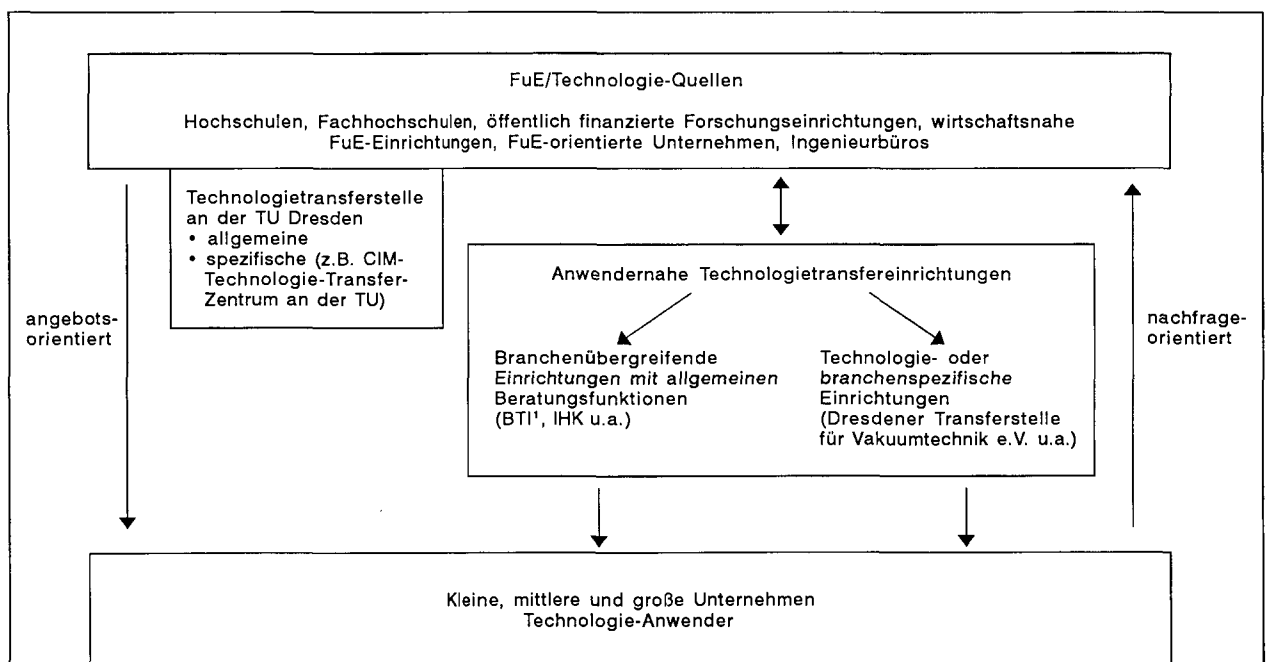 FuE/Technologie-Quellen
Hochschulen, Fachhochschulen, öffentlich finanzierte Forschungseinrichtungen, wirtschaftsnahe
FuE-Einrichtungen, FuE-orientierte Unternehmen, Ingenieurbüros
Technologietransferstelle
an der TU Dresden
• allgemeine
• spezifische (z.B. CIM-
Technologie-Transfer-
Zentrum an der TU)
angebots-
orientiert
Anwendernahe Technologietransfereinrichtungen
Branchenübergreifende
Einrichtungen mit allgemeinen
Beratungsfunktionen
(BTI¹, IHK u.a.)
Technologie- oder
branchenspezifische
Einrichtungen
(Dresdener Transferstelle
für Vakuumtechnik e.V. u.a.)
nachfrage-
orientiert
Kleine, mittlere und große Unternehmen
Technologie-Anwender